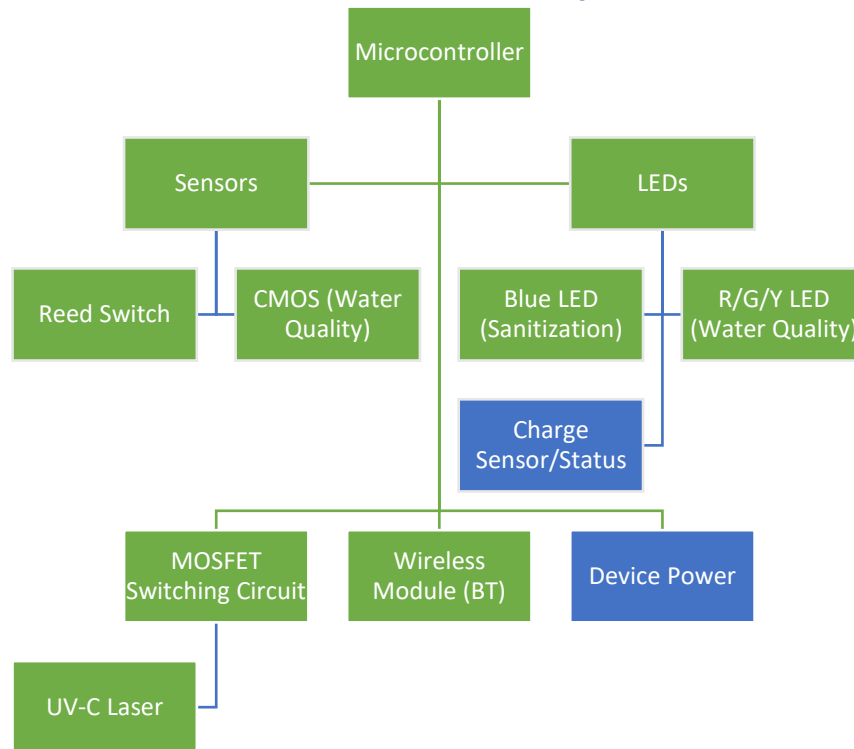 Microcontroller
Sensors
LEDs
Reed Switch
CMOS (Water
Quality)
Blue LED
(Sanitization)
R/G/Y LED
(Water Quality)
Charge
Sensor/Status
MOSFET
Switching Circuit
Wireless
Module (BT)
Device Power
UV-C Laser